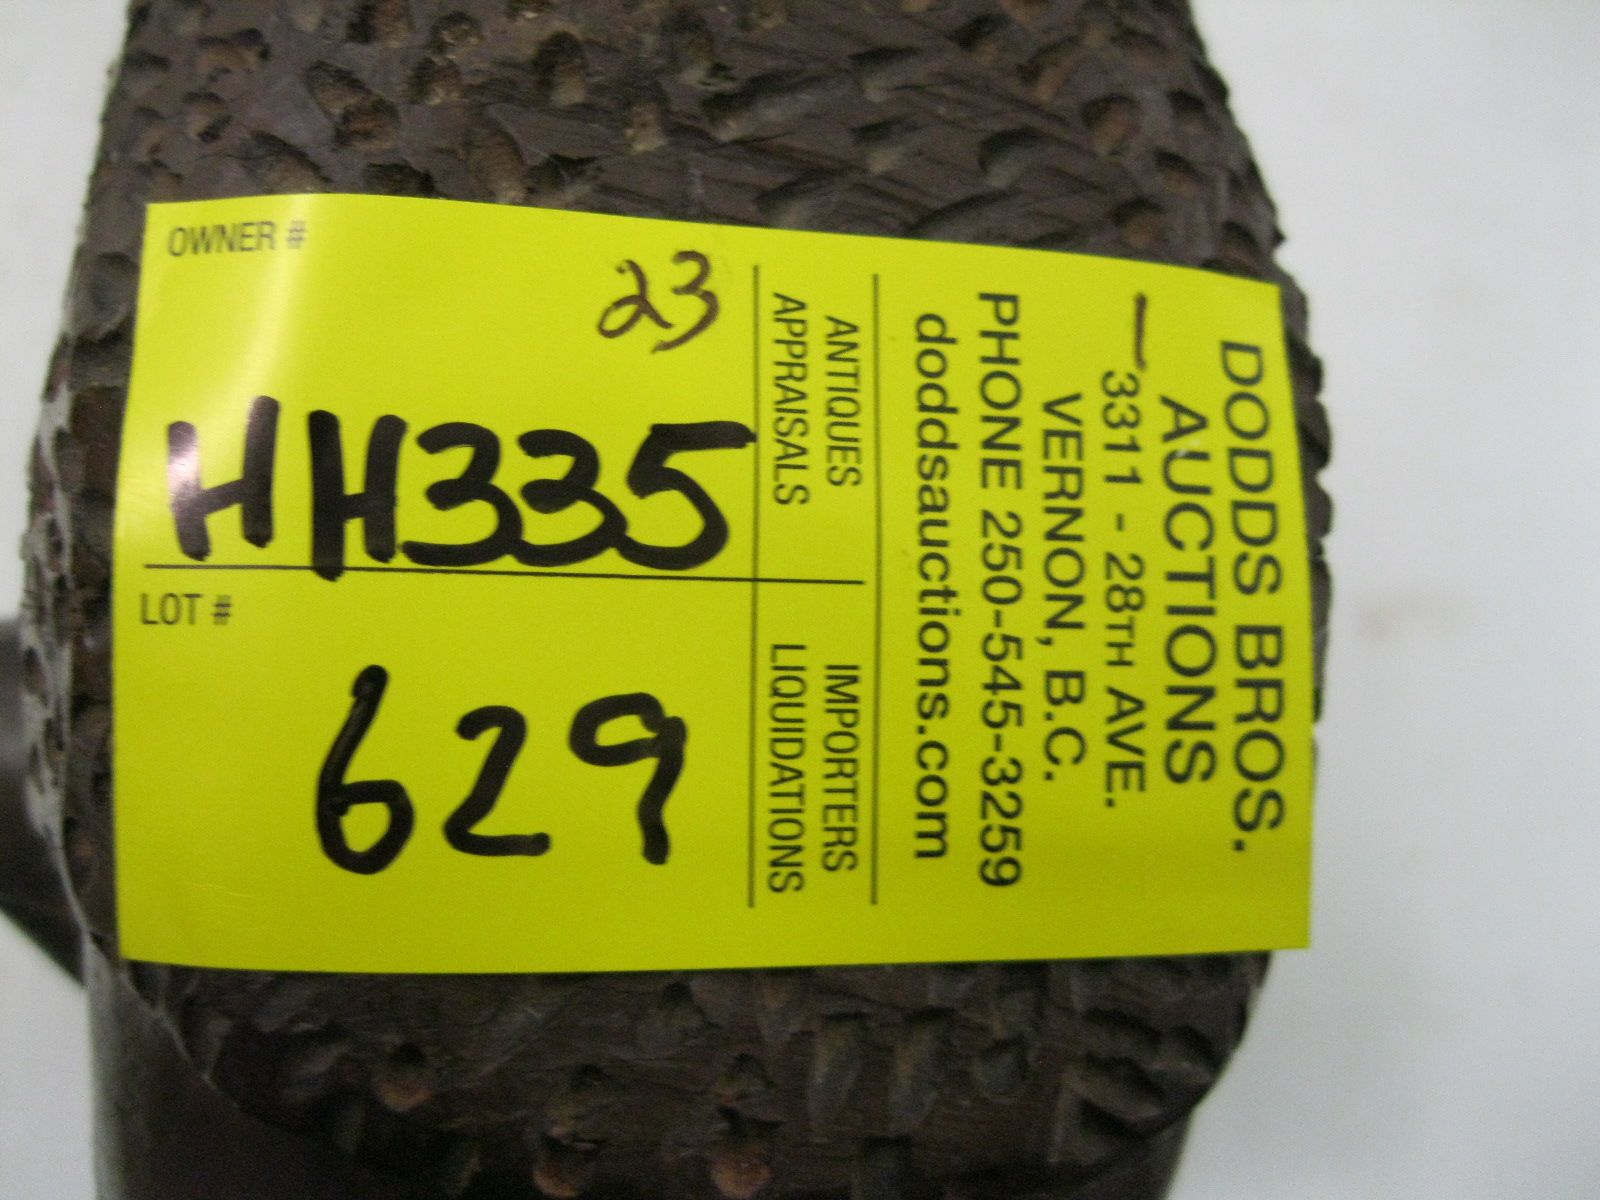 DODDS BROS.
AUCTIONS
3311 - 28TH AVE.
VERNON, B.C.
PHONE 250-545-3259
doddsauctions.com
ANTIQUES
APPRAISALS
IMPORTERS
LIQUIDATIONS
OWNER #
23
HH335
LOT #
629